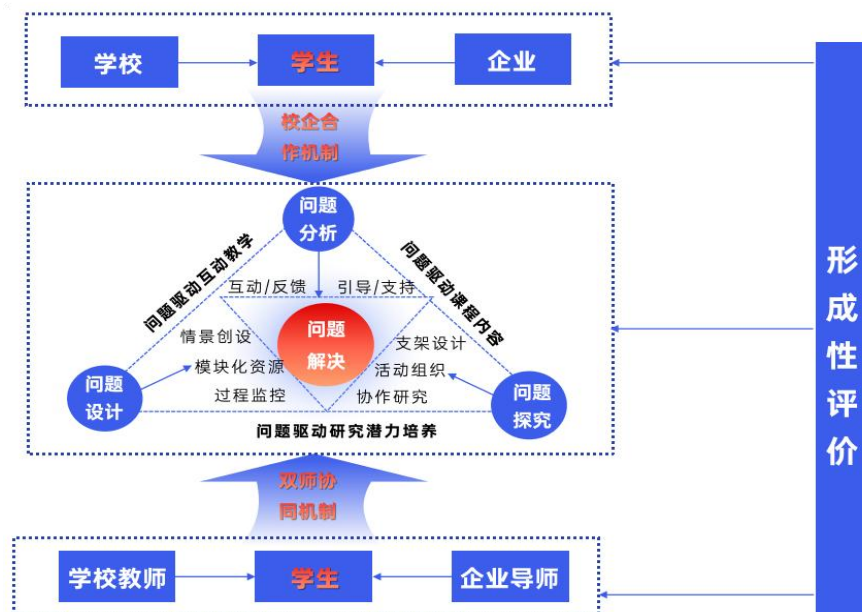 学校
学生
企业
校企合
作机制
问题
分析
问题驱动互动教学
问题驱动课程内容
互动/反馈
引导/支持
情景创设
问题
解决
支架设计
模块化资源
活动组织
过程监控
协作研究
问题
设计
问题
探究
问题驱动研究潜力培养
双师协
同机制
学校教师
学生
企业导师
形成性评价